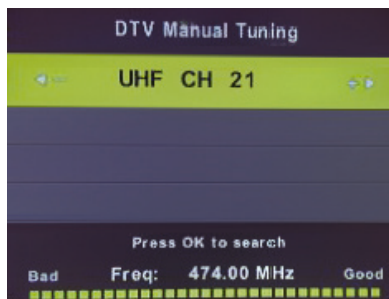 DTV Manual Tuning
UHF CH 21
Press OK to search
Bad Freq: 474.00 MHz Good